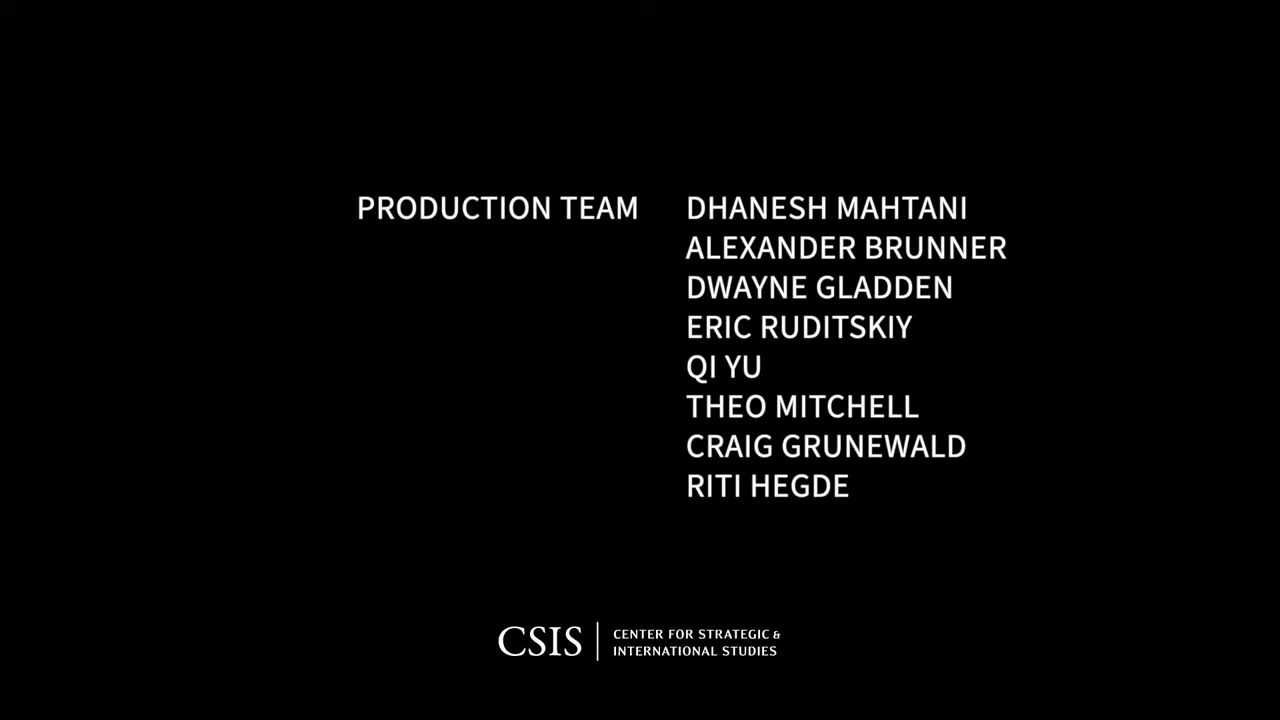 PRODUCTION TEAM DHANESH MAHTANI
ALEXANDER BRUNNER
DWAYNE GLADDEN
ERIC RUDITSKIY
QI YU
THEO MITCHELL
CRAIG GRUNEWALD
RITI HEGDE
CSIS CENTER FOR STRATEGIC &
INTERNATIONAL STUDIES